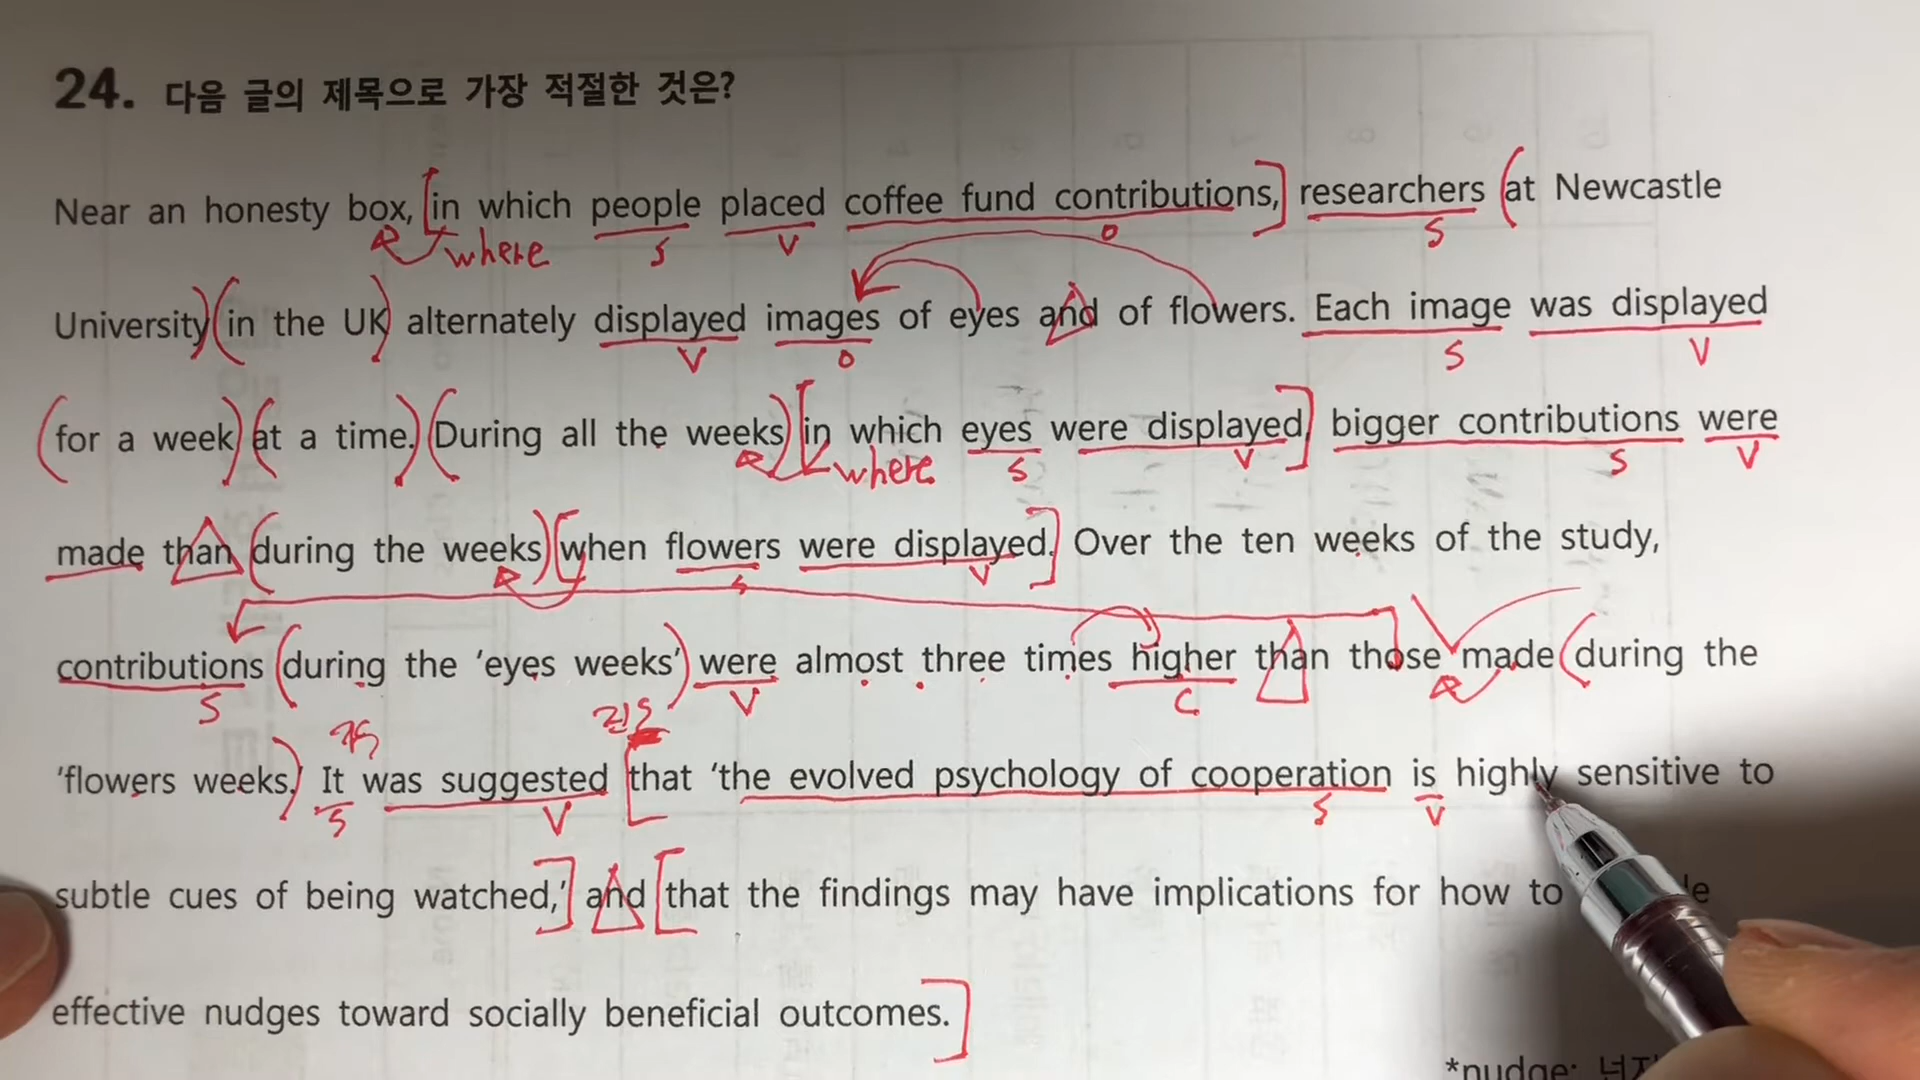 24. 다음 글의 제목으로 가장 적절한 것은?
Near an honesty box, in which people placed coffee fund contributions, researchers at Newcastle
where S V O S
University in the UK alternately displayed images of eyes and of flowers. Each image was displayed
V O S V
for a week at a time. During all the weeks in which eyes were displayed, bigger contributions were
where S V S V
made than during the weeks when flowers were displayed. Over the ten weeks of the study,
S V
contributions during the 'eyes weeks' were almost three times higher than those made during the
S V C
'flowers weeks.' It was suggested that 'the evolved psychology of cooperation is highly sensitive to
S V S V
subtle cues of being watched,' and that the findings may have implications for how to
effective nudges toward socially beneficial outcomes.
*nudge: